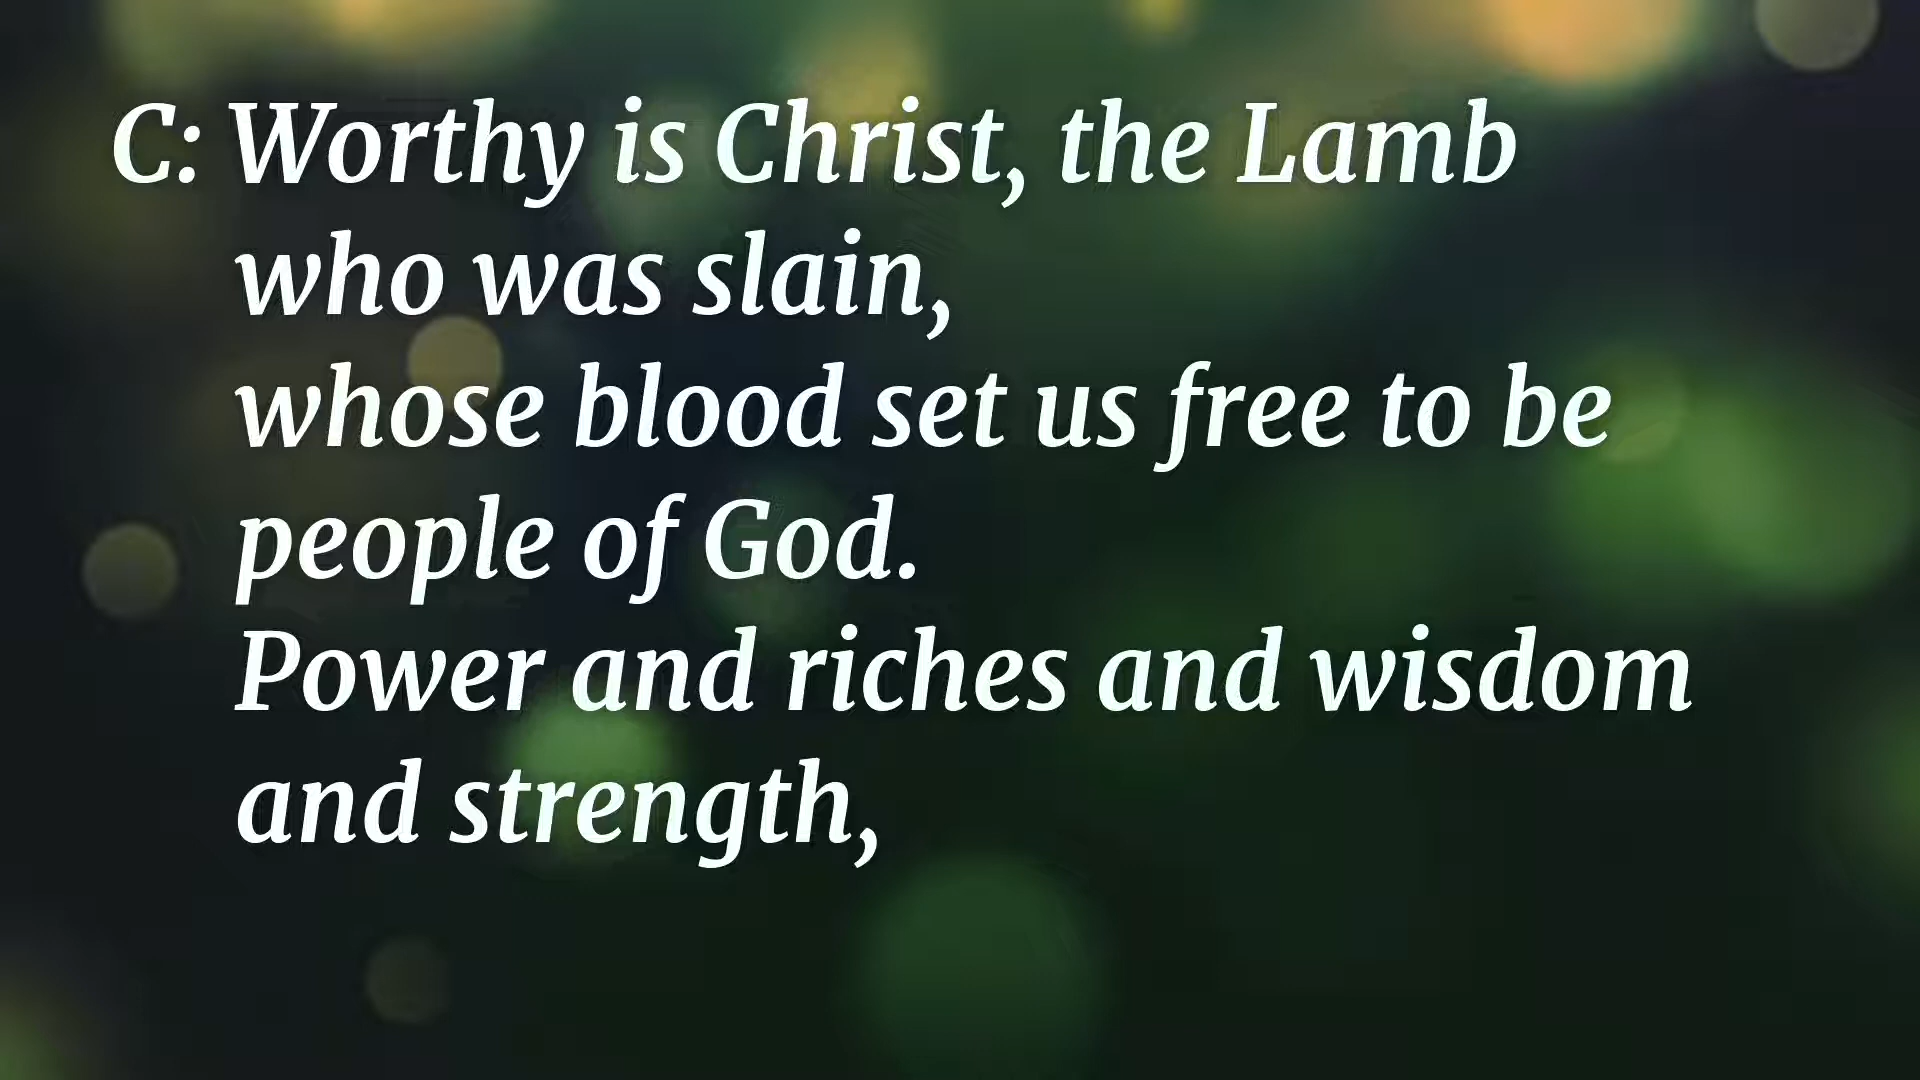 C: Worthy is Christ, the Lamb
who was slain,
whose blood set us free to be
people of God.
Power and riches and wisdom
and strength,